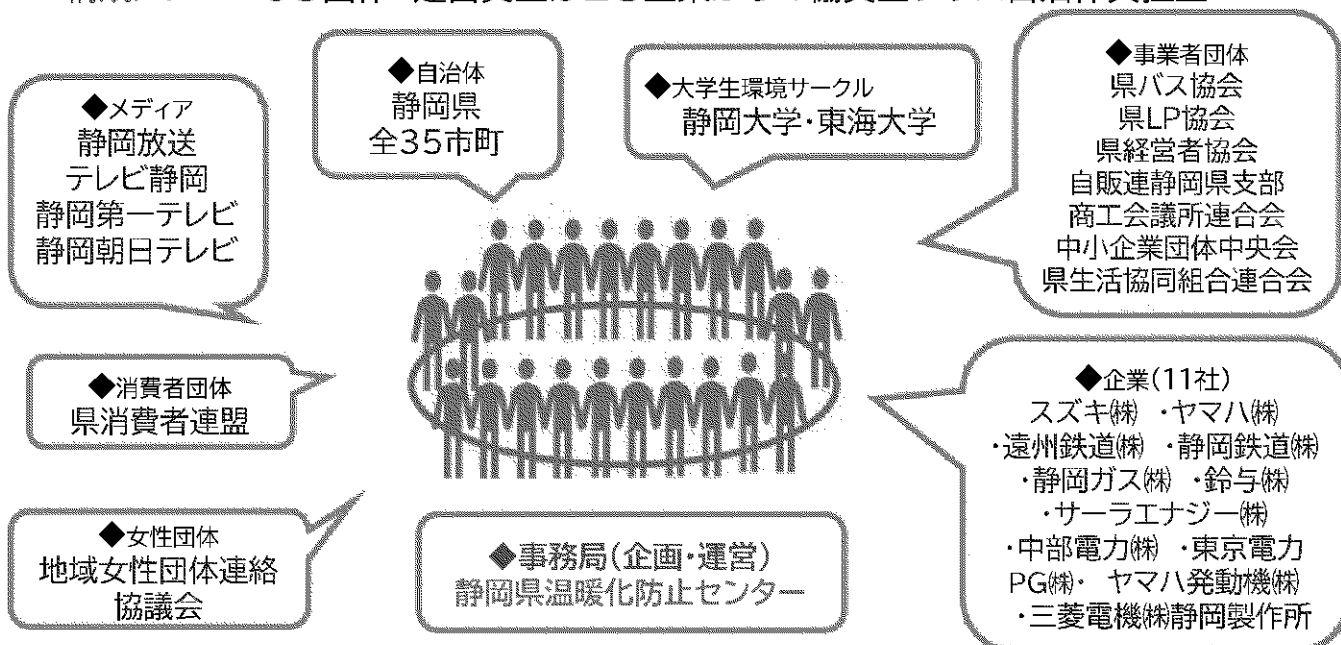 ◆メディア
静岡放送
テレビ静岡
静岡第一テレビ
静岡朝日テレビ
◆自治体
静岡県
全35市町
◆大学生環境サークル
静岡大学・東海大学
◆事業者団体
県バス協会
県LP協会
県経営者協会
自販連静岡県支部
商工会議所連合会
中小企業団体中央会
県生活協同組合連合会
◆消費者団体
県消費者連盟
◆女性団体
地域女性団体連絡
協議会
◆事務局(企画・運営)
静岡県温暖化防止センター
◆企業(11社)
スズキ㈱ ・ヤマハ㈱
・遠州鉄道㈱ ・静岡鉄道㈱
・静岡ガス㈱ ・鈴与㈱
・サーラエナジー㈱
・中部電力㈱ ・東京電力
PG㈱・ ヤマハ発動機㈱
・三菱電機㈱静岡製作所